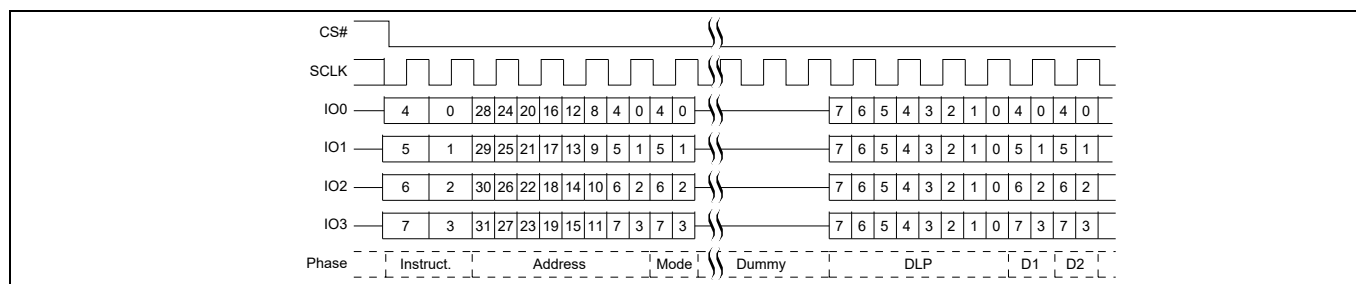 CS#
SCLK
IO0 4 0 28 24 20 16 12 8 4 0 4 0 7 6 5 4 3 2 1 0 4 0 4 0
IO1 5 1 29 25 21 17 13 9 5 1 5 1 7 6 5 4 3 2 1 0 5 1 5 1
IO2 6 2 30 26 22 18 14 10 6 2 6 2 7 6 5 4 3 2 1 0 6 2 6 2
IO3 7 3 31 27 23 19 15 11 7 3 7 3 7 6 5 4 3 2 1 0 7 3 7 3
Phase Instruct. Address Mode Dummy DLP D1 D2